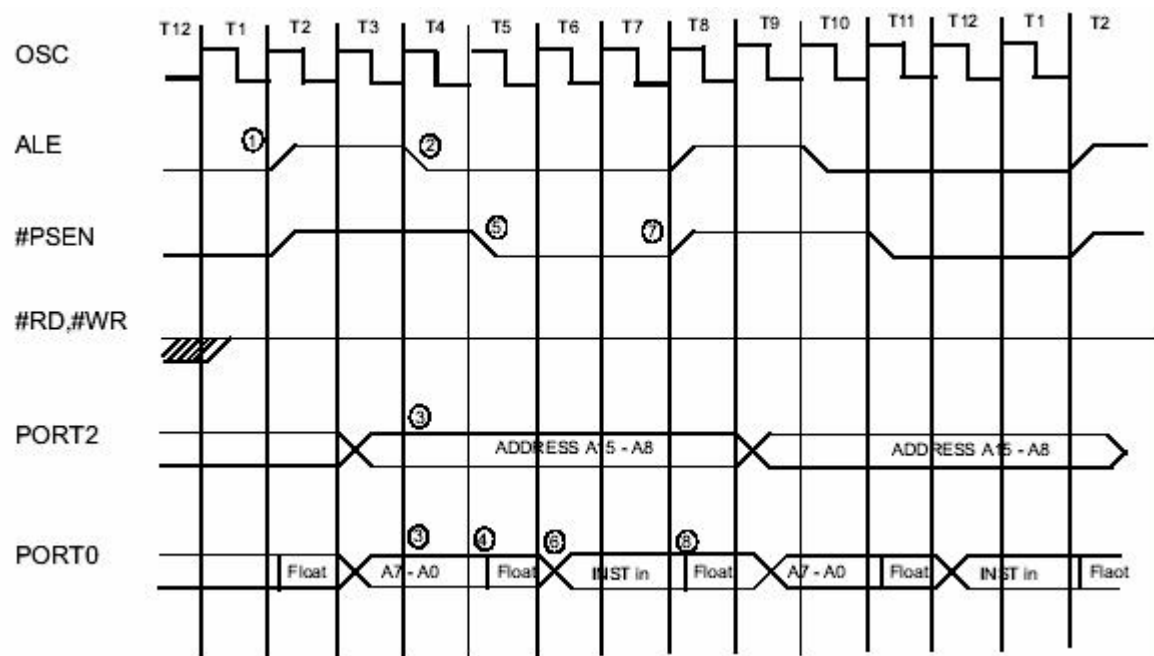 T12 T1 T2 T3 T4 T5 T6 T7 T8 T9 T10 T11 T12 T1 T2
OSC
ALE ① ②
#PSEN ⑤ ⑦
#RD,#WR
③
PORT2 ADDRESS A15 - A8 ADDRESS A15 - A8
③ ④ ⑥ ⑧
PORT0 Float A7 - A0 Float INST in Float A7 - A0 Float INST in Flaot